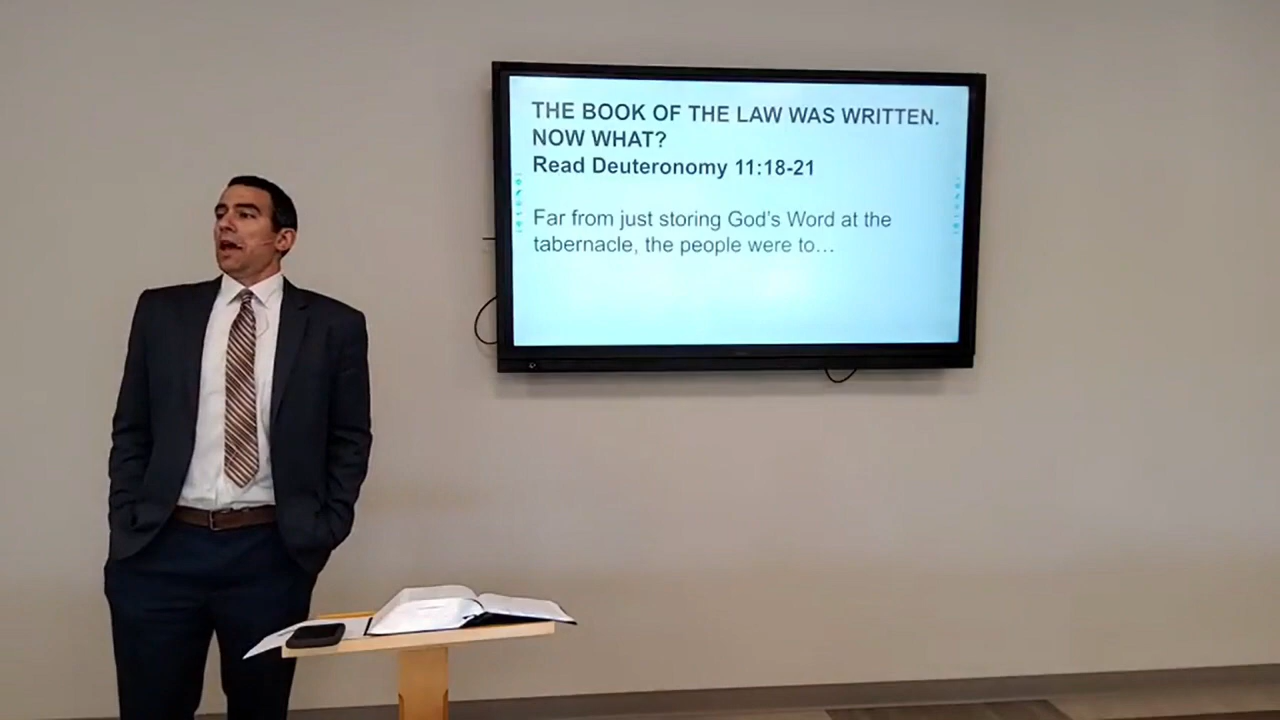 THE BOOK OF THE LAW WAS WRITTEN.
NOW WHAT?
Read Deuteronomy 11:18-21
Far from just storing God's Word at the
tabernacle, the people were to…